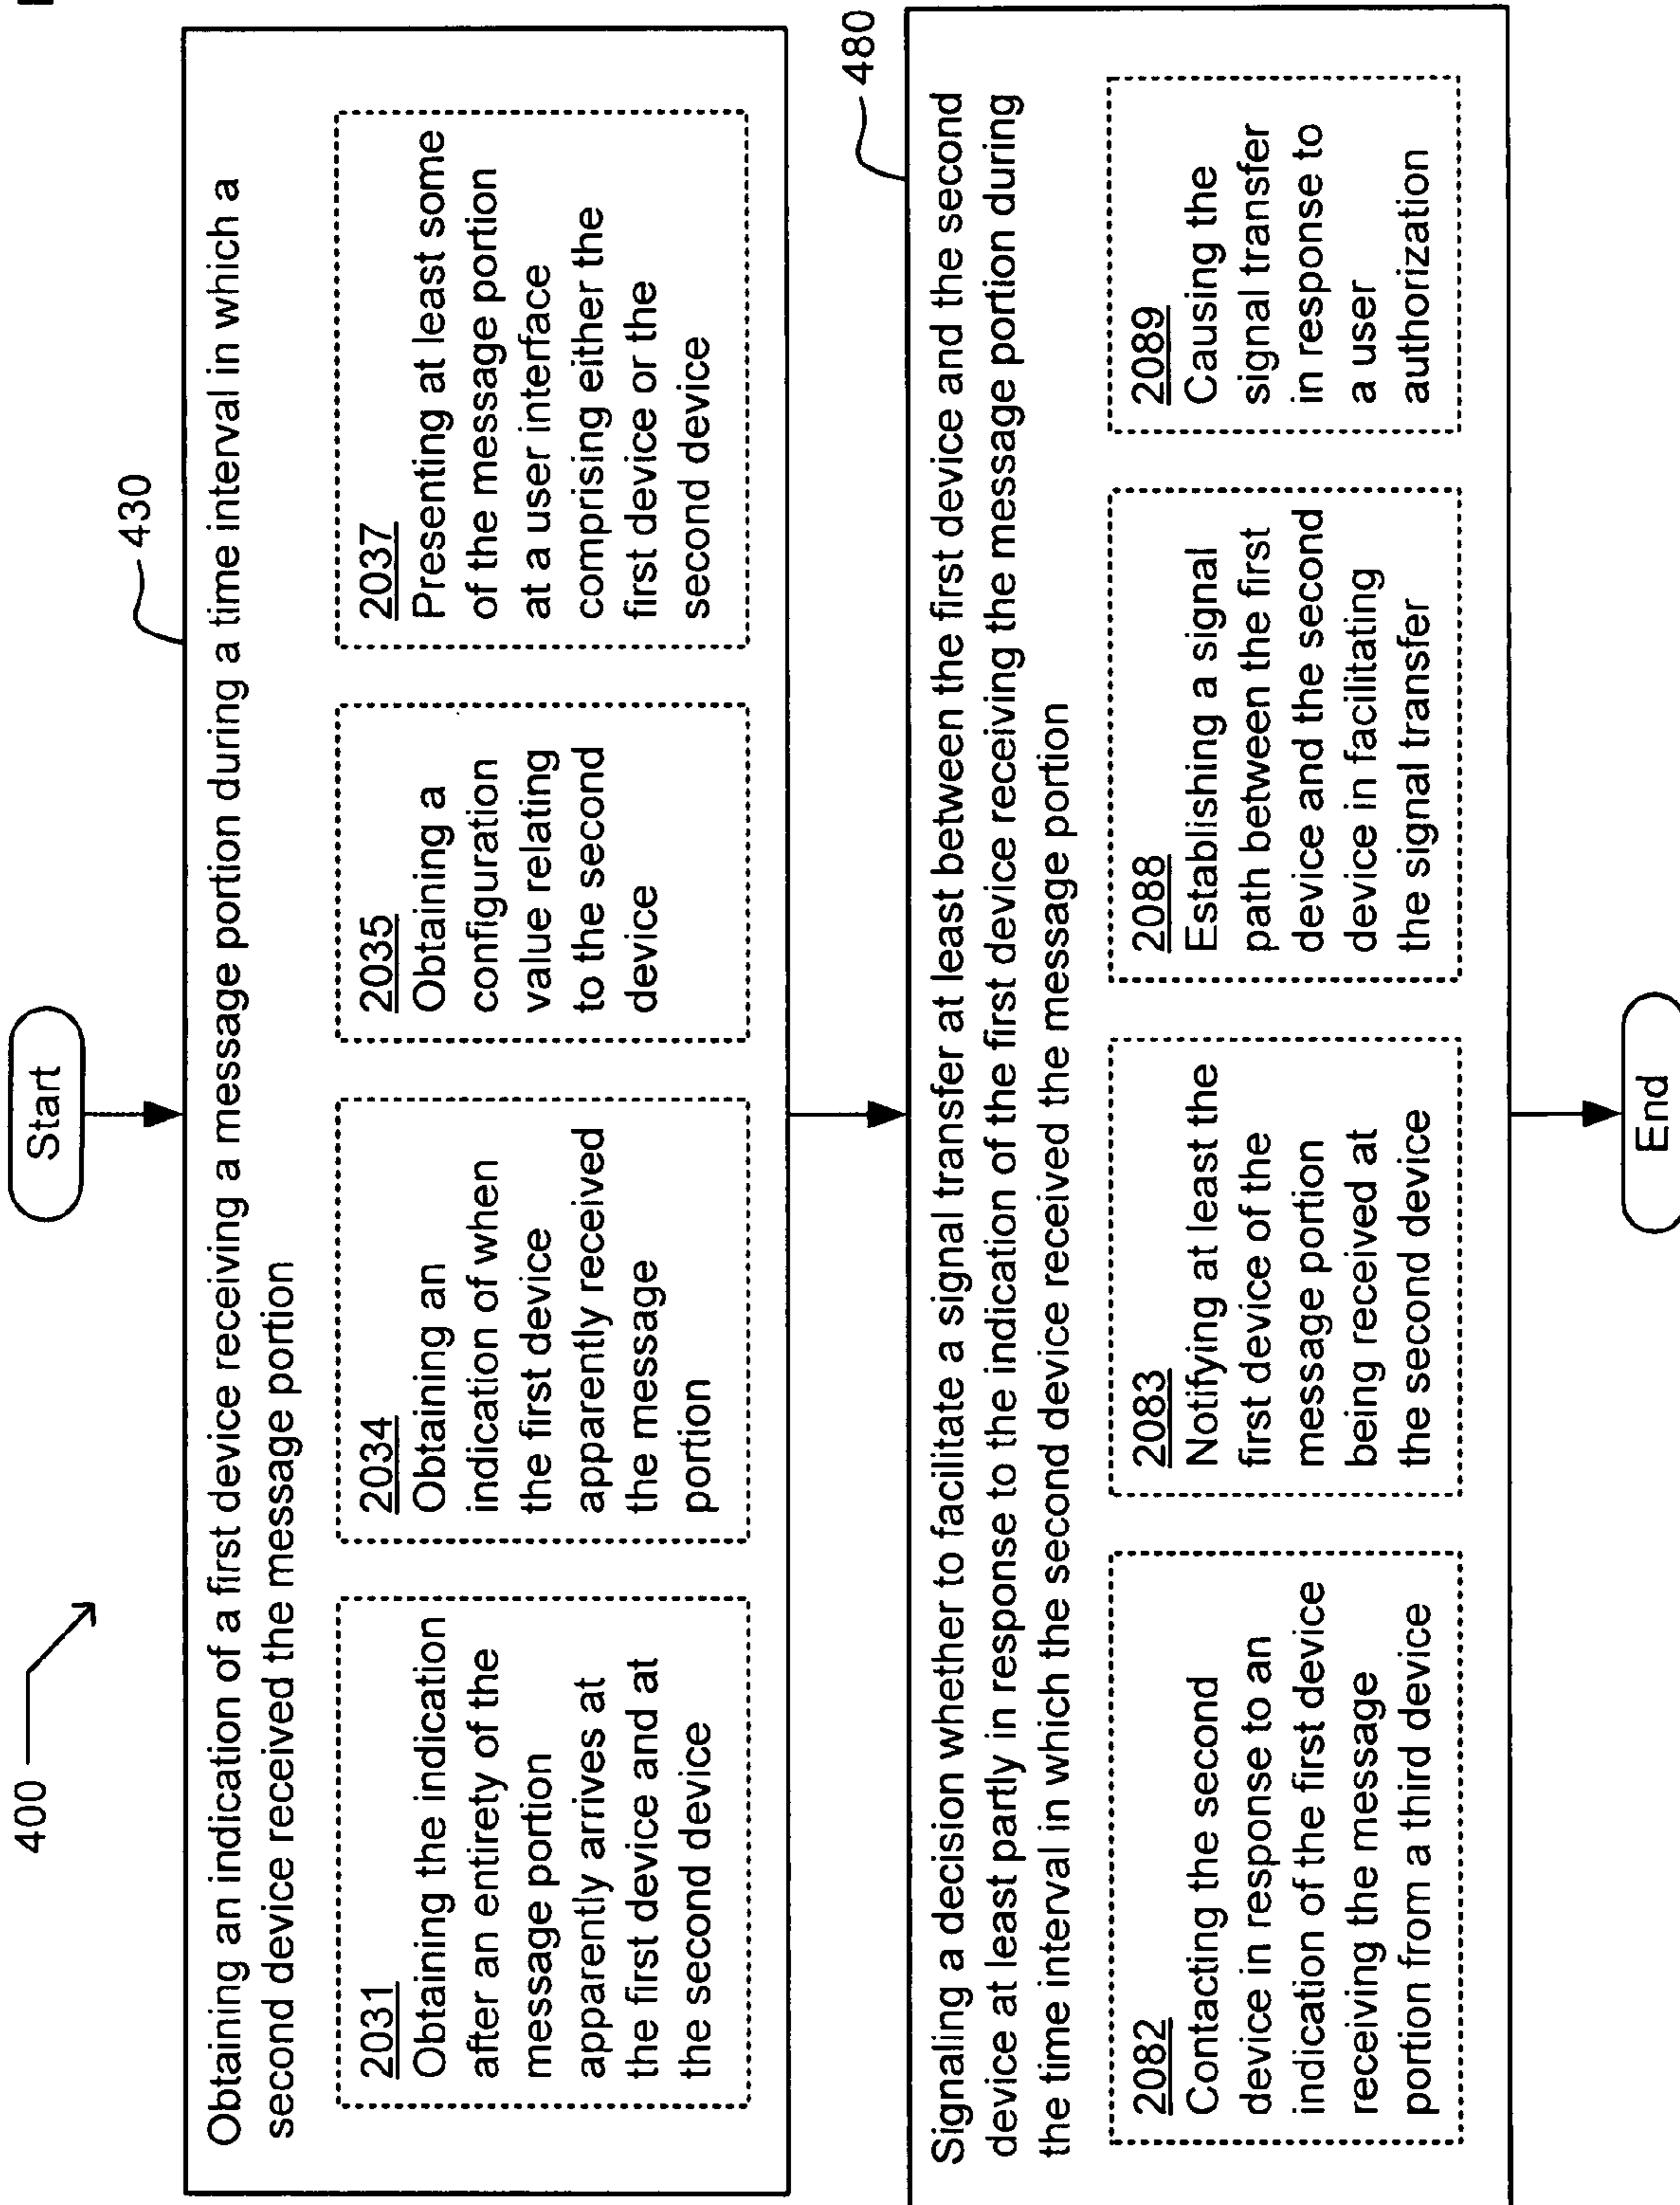 400
Start
430
Obtaining an indication of a first device receiving a message portion during a time interval in which a
second device received the message portion
2031
Obtaining the indication
after an entirety of the
message portion
apparently arrives at
the first device and at
the second device
2034
Obtaining an
indication of when
the first device
apparently received
the message
portion
2035
Obtaining a
configuration
value relating
to the second
device
2037
Presenting at least some
of the message portion
at a user interface
comprising either the
first device or the
second device
480
Signaling a decision whether to facilitate a signal transfer at least between the first device and the second
device at least partly in response to the indication of the first device receiving the message portion during
the time interval in which the second device received the message portion
2082
Contacting the second
device in response to an
indication of the first device
receiving the message
portion from a third device
2083
Notifying at least the
first device of the
message portion
being received at
the second device
2088
Establishing a signal
path between the first
device and the second
device in facilitating
the signal transfer
2089
Causing the
signal transfer
in response to
a user
authorization
End